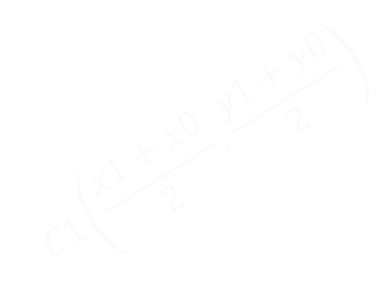 C1(x1 + x0 / 2 , y1 + y0 / 2)